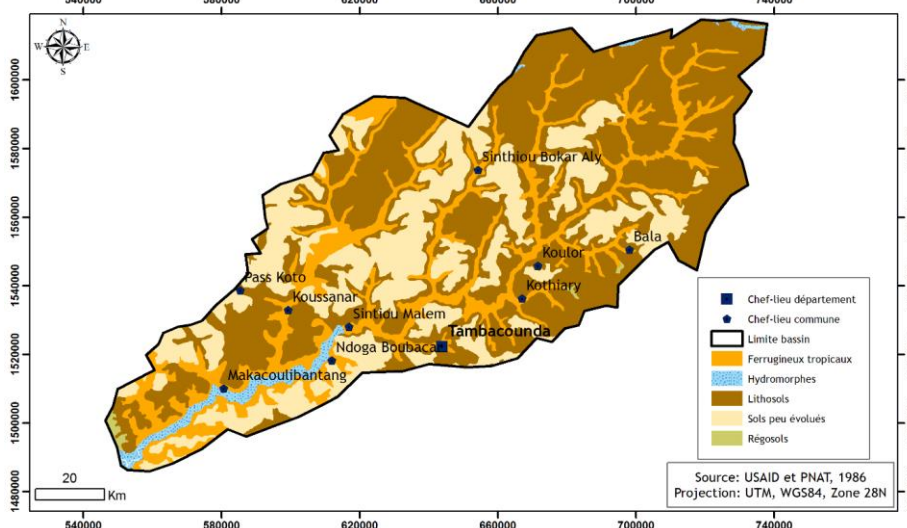 540000 580000 620000 660000 700000 740000
N
W E
S
1600000
1580000
1560000
1540000
1520000
1500000
1480000
Sinthiou Bokar Aly
Bala
Koulor
Pass Koto
Kothiary
Koussanar
Sintiou Malem
Tambacounda
Ndoga Boubacar
Makacoulibantang
Chef-lieu département
Chef-lieu commune
Limite bassin
Ferrugineux tropicaux
Hydromorphes
Lithosols
Sols peu évolués
Régosols
20
Km
Source: USAID et PNAT, 1986
Projection: UTM, WGS84, Zone 28N
540000 580000 620000 660000 700000 740000